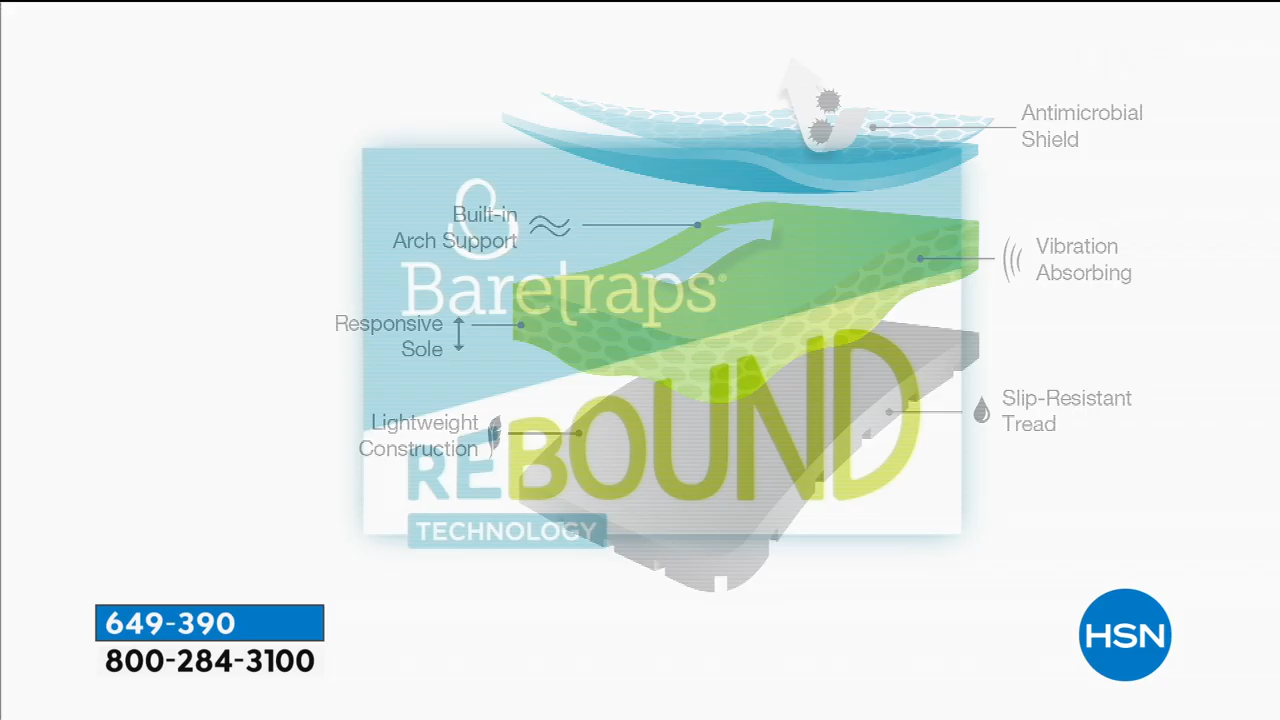 Antimicrobial
Shield
Built-in
Arch Support
Vibration
Absorbing
Baretraps®
Responsive
Sole
Lightweight
Construction
Slip-Resistant
Tread
REBOUND
TECHNOLOGY
649-390
800-284-3100
HSN